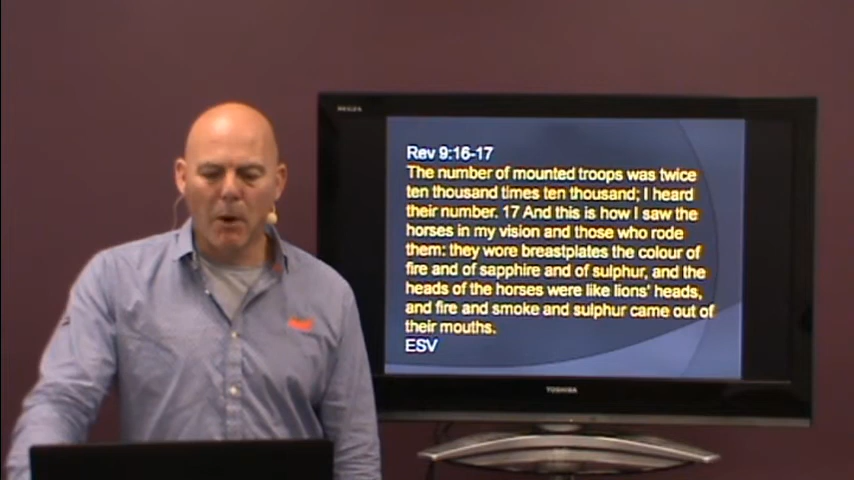 REGZA
Rev 9:16-17
The number of mounted troops was twice
ten thousand times ten thousand; I heard
their number. 17 And this is how I saw the
horses in my vision and those who rode
them: they wore breastplates the colour of
fire and of sapphire and of sulphur, and the
heads of the horses were like lions' heads,
and fire and smoke and sulphur came out of
their mouths.
ESV
TOSHIBA